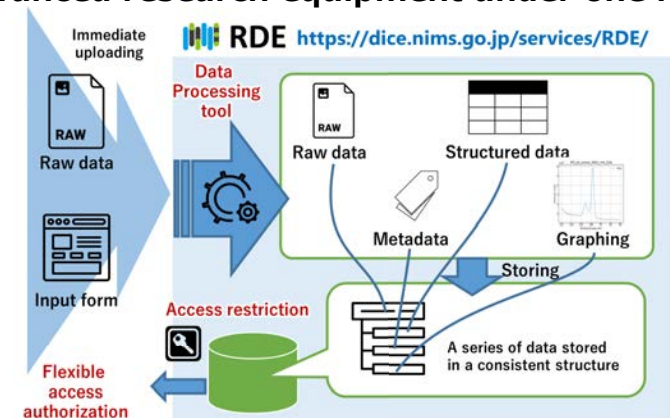 Immediate
uploading
RDE https://dice.nims.go.jp/services/RDE/
Data
Processing
tool
RAW
Raw data
Input form
RAW
Raw data
Structured data
Metadata
Graphing
Storing
Access restriction
A series of data stored
in a consistent structure
Flexible
access
authorization